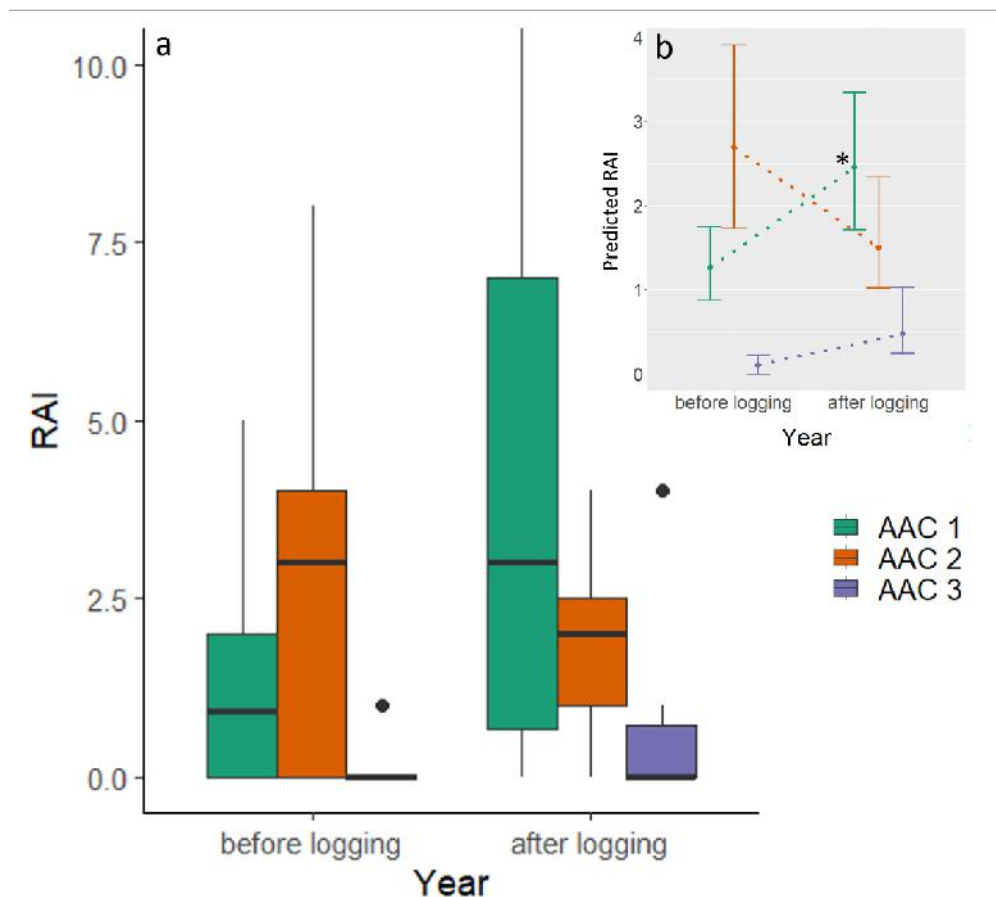 a
10.0
7.5
5.0
2.5
0.0
RAI
before logging after logging
Year
b
4
3
2
1
0
Predicted RAI
*
before logging after logging
Year
AAC 1
AAC 2
AAC 3